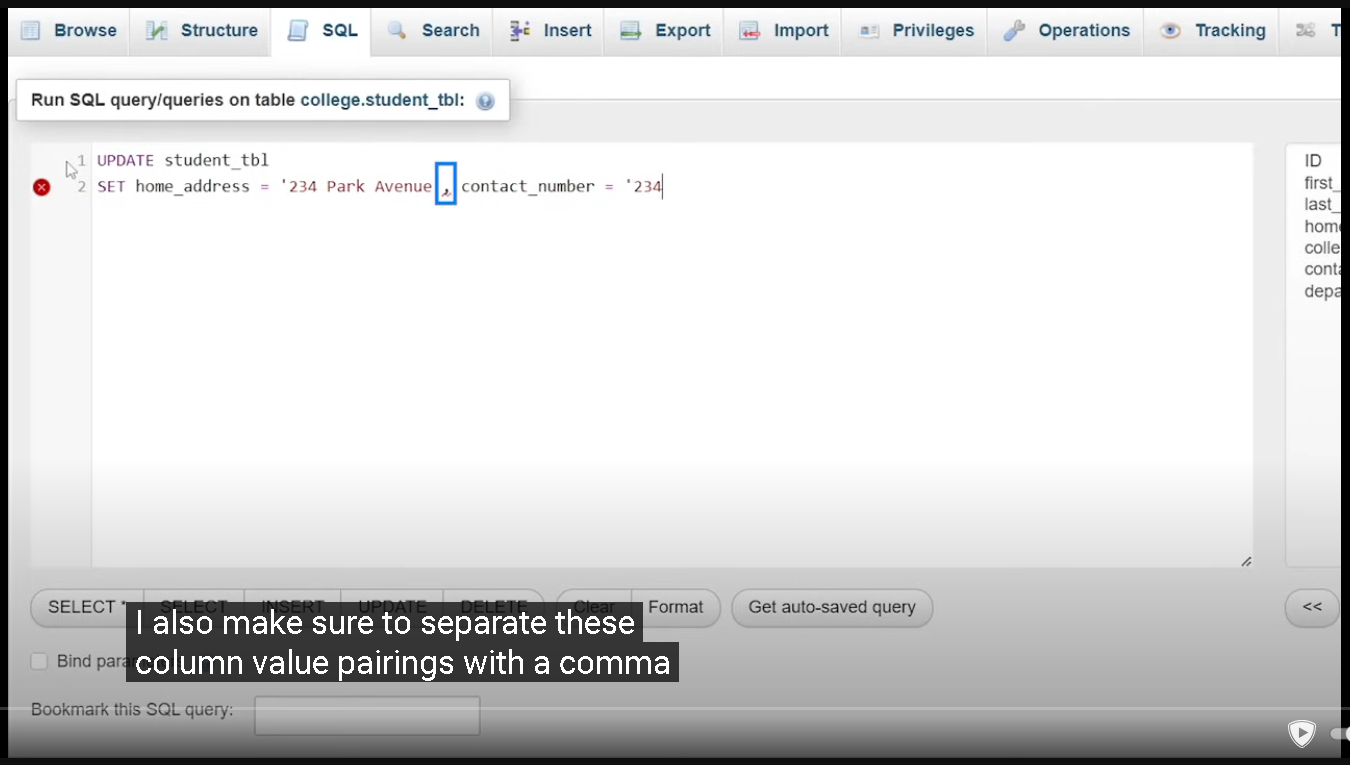 Browse Structure SQL Search Insert Export Import Privileges Operations Tracking T
Run SQL query/queries on table college.student_tbl:
1 UPDATE student_tbl
2 SET home_address = '234 Park Avenue , contact_number = '234
ID
first_
last_
home
colle
conta
depa
SELECT * SELECT INSERT UPDATE DELETE Clear Format Get auto-saved query <<
I also make sure to separate these
column value pairings with a comma
Bind para
Bookmark this SQL query: